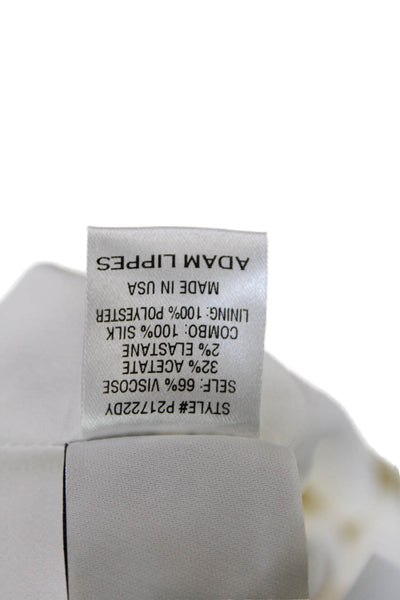 STYLE# P21722DY
SELF: 66% VISCOSE
32% ACETATE
2% ELASTANE
COMBO: 100% SILK
LINING: 100% POLYESTER
MADE IN USA
ADAM LIPPES